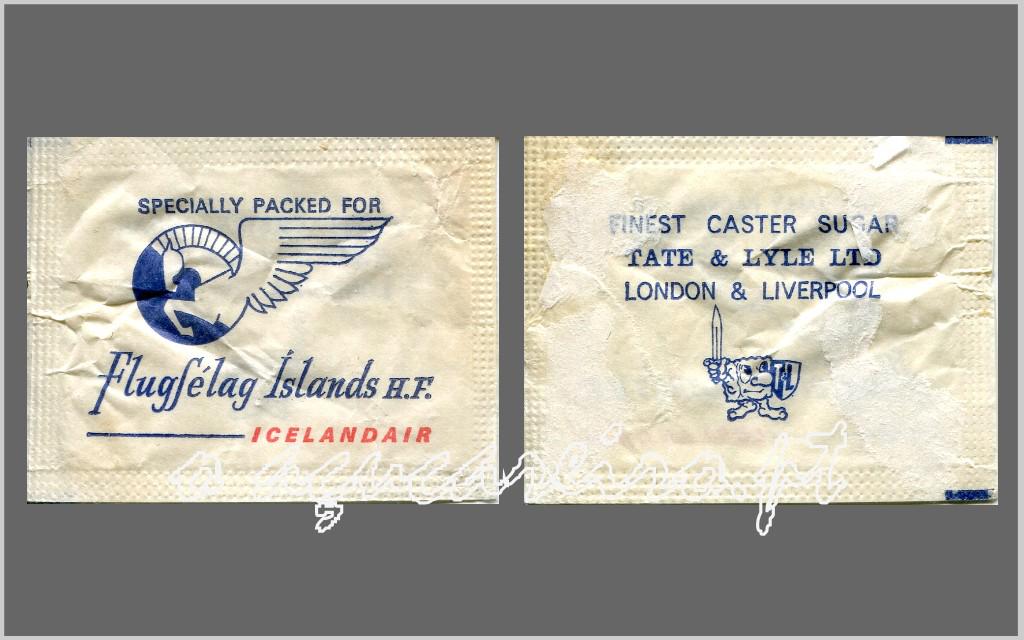 SPECIALLY PACKED FOR
Flugfélag Íslands H.F.
ICELANDAIR
FINEST CASTER SUGAR
TATE & LYLE LTD
LONDON & LIVERPOOL
T&L